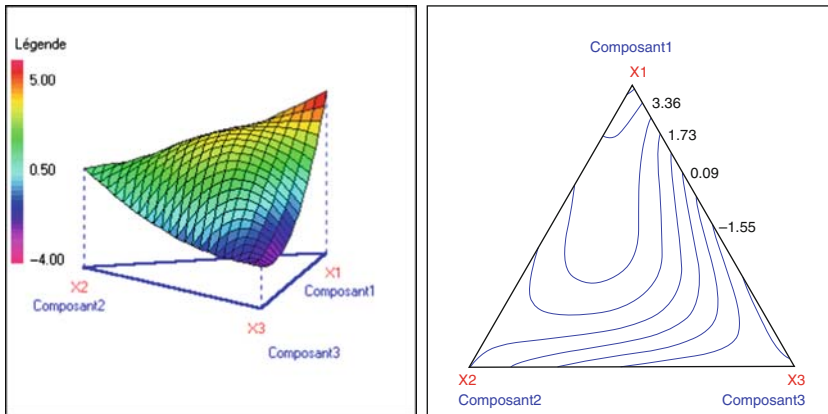 Légende
5.00
0.50
−4.00
X2
Composant2
X1
Composant1
X3
Composant3
Composant1
X1
3.36
1.73
0.09
−1.55
X2
X3
Composant2
Composant3